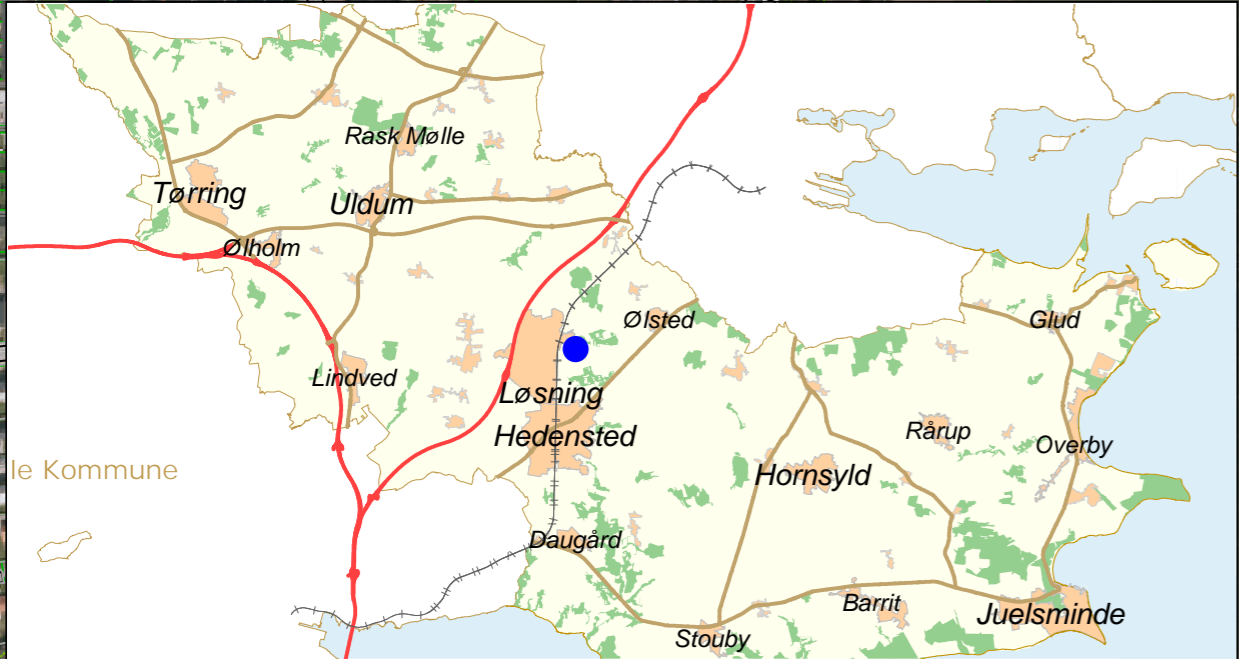 Rask Mølle
Tørring
Uldum
Ølholm
Ølsted
Glud
Lindved
Løsning
Hedensted
Rårup
Overby
le Kommune
Hornsyld
Daugård
Barrit
Juelsminde
Stouby